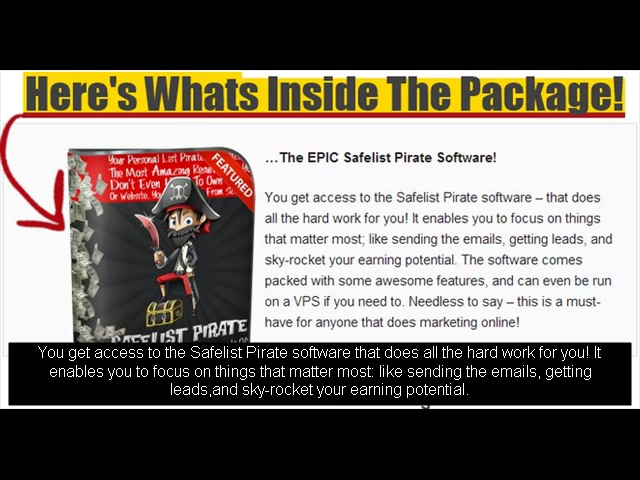 Here's Whats Inside The Package!
…The EPIC Safelist Pirate Software!
You get access to the Safelist Pirate software – that does
all the hard work for you! It enables you to focus on things
that matter most; like sending the emails, getting leads, and
sky-rocket your earning potential. The software comes
packed with some awesome features, and can even be run
on a VPS if you need to. Needless to say – this is a must-
have for anyone that does marketing online!
Your Personal List Pirate
The Most Amazing
Don't Even To Own
Or Website. From
FEATURED
SAFELIST PIRATE
You get access to the Safelist Pirate software that does all the hard work for you! It
enables you to focus on things that matter most: like sending the emails, getting
leads,and sky-rocket your earning potential.